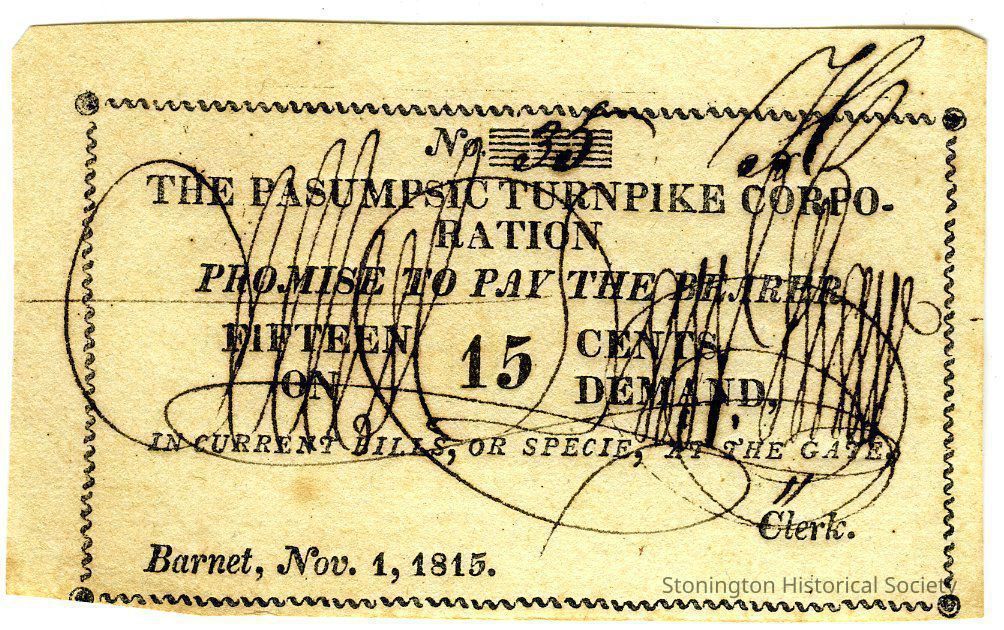 No. 35
THE PASUMPSIC TURNPIKE CORPO-
RATION
PROMISE TO PAY THE BEARER
FIFTEEN 15 CENTS,
ON DEMAND,
IN CURRENT BILLS, OR SPECIE, AT THE GATE.
Clerk.
Barnet, Nov. 1, 1815.
Stonington Historical Society